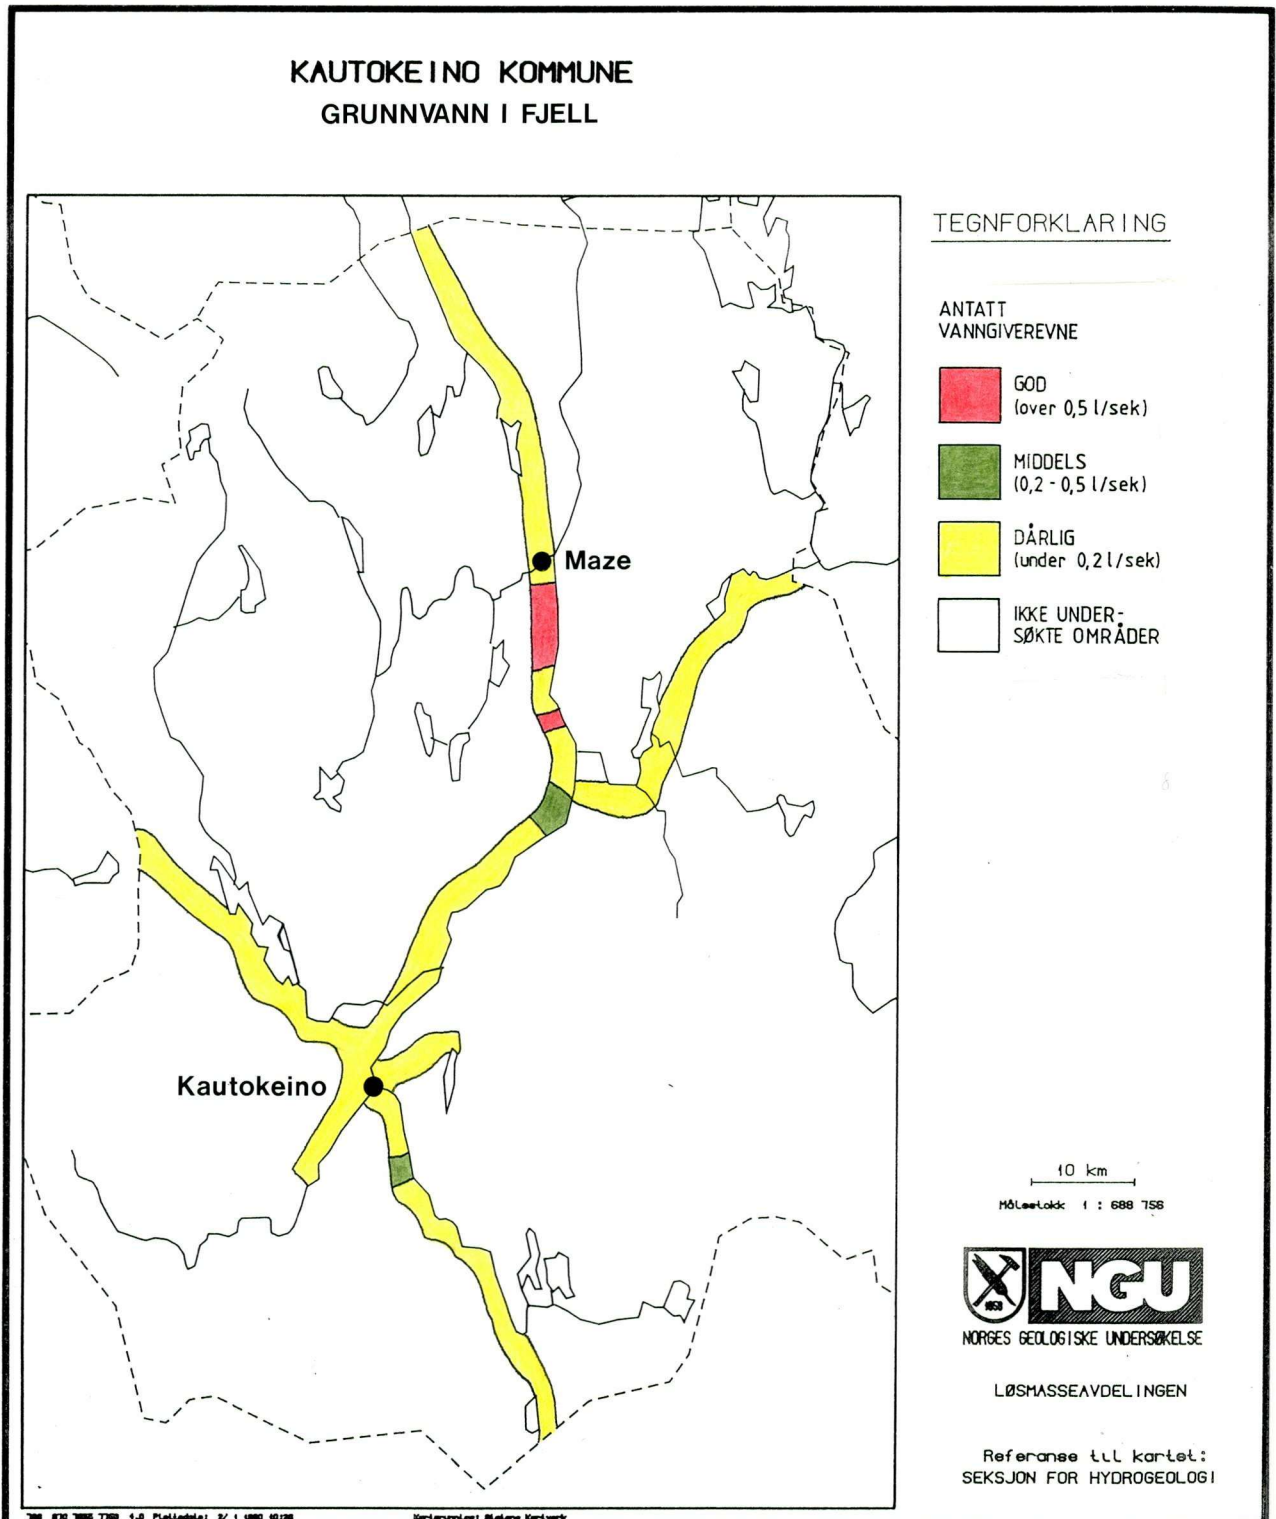 KAUTOKEINO KOMMUNE
GRUNNVANN I FJELL
TEGNFORKLARING
ANTATT
VANNGIVEREVNE
GOD
(over 0,5 l/sek)
MIDDELS
(0,2 - 0,5 l/sek)
DÅRLIG
(under 0,2 l/sek)
IKKE UNDER-
SØKTE OMRÅDER
Maze
Kautokeino
10 km
Målestokk 1 : 688 756
1858
NGU
NORGES GEOLOGISKE UNDERSØKELSE
LØSMASSEAVDELINGEN
Referanse til kartet:
SEKSJON FOR HYDROGEOLOGI